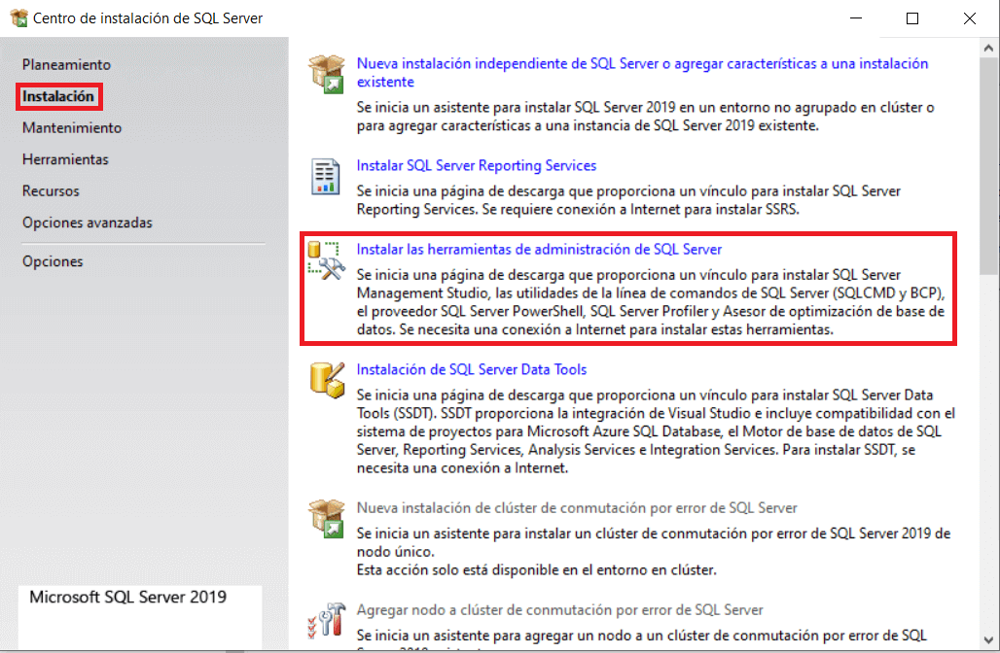 Centro de instalación de SQL Server
Planeamiento
Instalación
Mantenimiento
Herramientas
Recursos
Opciones avanzadas
Opciones
Microsoft SQL Server 2019
Nueva instalación independiente de SQL Server o agregar características a una instalación
existente
Se inicia un asistente para instalar SQL Server 2019 en un entorno no agrupado en clúster o
para agregar características a una instancia de SQL Server 2019 existente.
Instalar SQL Server Reporting Services
Se inicia una página de descarga que proporciona un vínculo para instalar SQL Server
Reporting Services. Se requiere conexión a Internet para instalar SSRS.
Instalar las herramientas de administración de SQL Server
Se inicia una página de descarga que proporciona un vínculo para instalar SQL Server
Management Studio, las utilidades de la línea de comandos de SQL Server (SQLCMD y BCP),
el proveedor SQL Server PowerShell, SQL Server Profiler y Asesor de optimización de base de
datos. Se necesita una conexión a Internet para instalar estas herramientas.
Instalación de SQL Server Data Tools
Se inicia una página de descarga que proporciona un vínculo para instalar SQL Server Data
Tools (SSDT). SSDT proporciona la integración de Visual Studio e incluye compatibilidad con el
sistema de proyectos para Microsoft Azure SQL Database, el Motor de base de datos de SQL
Server, Reporting Services, Analysis Services e Integration Services. Para instalar SSDT, se
necesita una conexión a Internet.
Nueva instalación de clúster de conmutación por error de SQL Server
Se inicia un asistente para instalar un clúster de conmutación por error de SQL Server 2019 de
nodo único.
Esta acción solo está disponible en el entorno en clúster.
Agregar nodo a clúster de conmutación por error de SQL Server
Se inicia un asistente para agregar un nodo a un clúster de conmutación por error de SQL